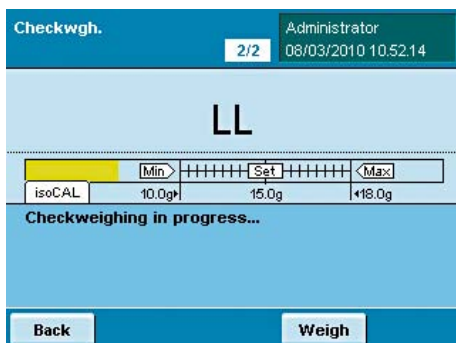 Checkwgh.
2/2
Administrator
08/03/2010 10.52.14
LL
Min Set Max
isoCAL 10.0g 15.0g 18.0g
Checkweighing in progress...
Back Weigh